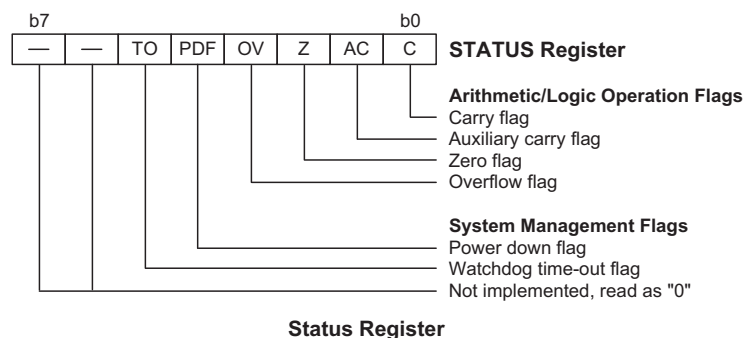 b7 b0
— — TO PDF OV Z AC C STATUS Register
Arithmetic/Logic Operation Flags
Carry flag
Auxiliary carry flag
Zero flag
Overflow flag
System Management Flags
Power down flag
Watchdog time-out flag
Not implemented, read as "0"
Status Register